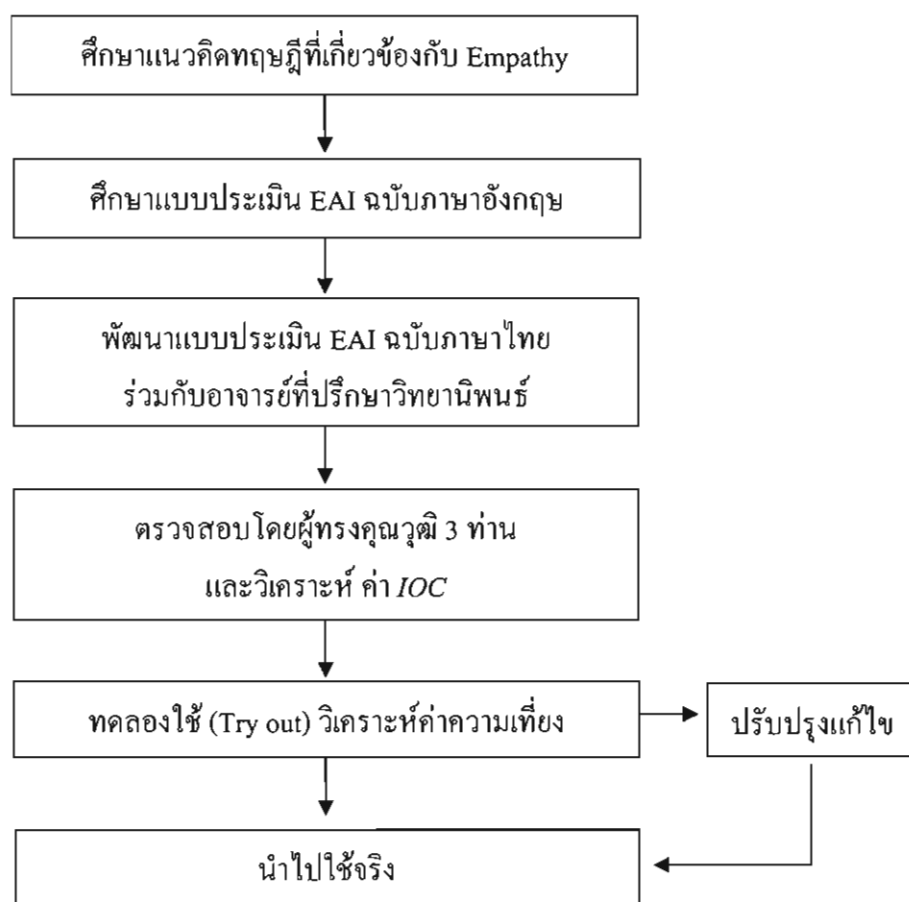 ศึกษาแนวคิดทฤษฎีที่เกี่ยวข้องกับ Empathy
ศึกษาแบบประเมิน EAI ฉบับภาษาอังกฤษ
พัฒนาแบบประเมิน EAI ฉบับภาษาไทย
ร่วมกับอาจารย์ที่ปรึกษาวิทยานิพนธ์
ตรวจสอบโดยผู้ทรงคุณวุฒิ 3 ท่าน
และวิเคราะห์ ค่า IOC
ทดลองใช้ (Try out) วิเคราะห์ค่าความเที่ยง
ปรับปรุงแก้ไข
นำไปใช้จริง